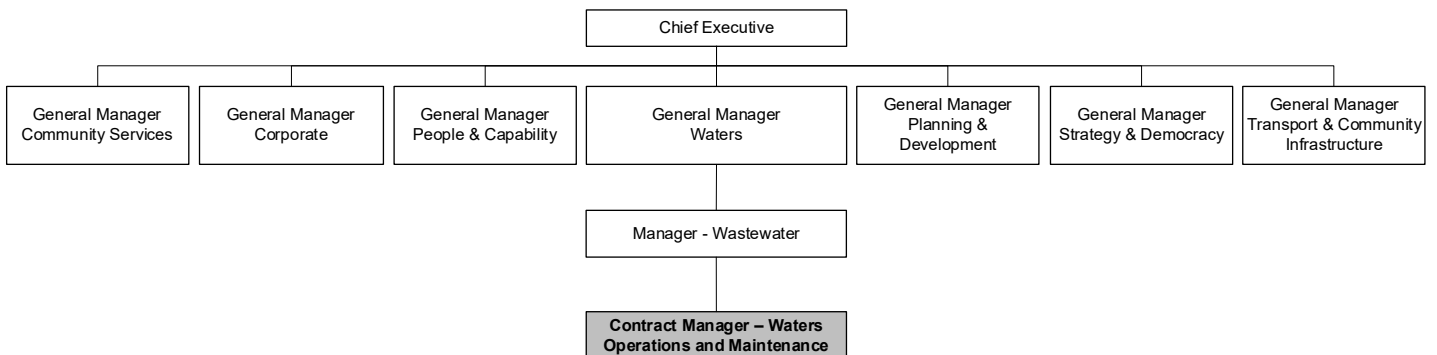 Chief Executive
General Manager
Community Services
General Manager
Corporate
General Manager
People & Capability
General Manager
Waters
General Manager
Planning &
Development
General Manager
Strategy & Democracy
General Manager
Transport & Community
Infrastructure
Manager - Wastewater
Contract Manager – Waters
Operations and Maintenance